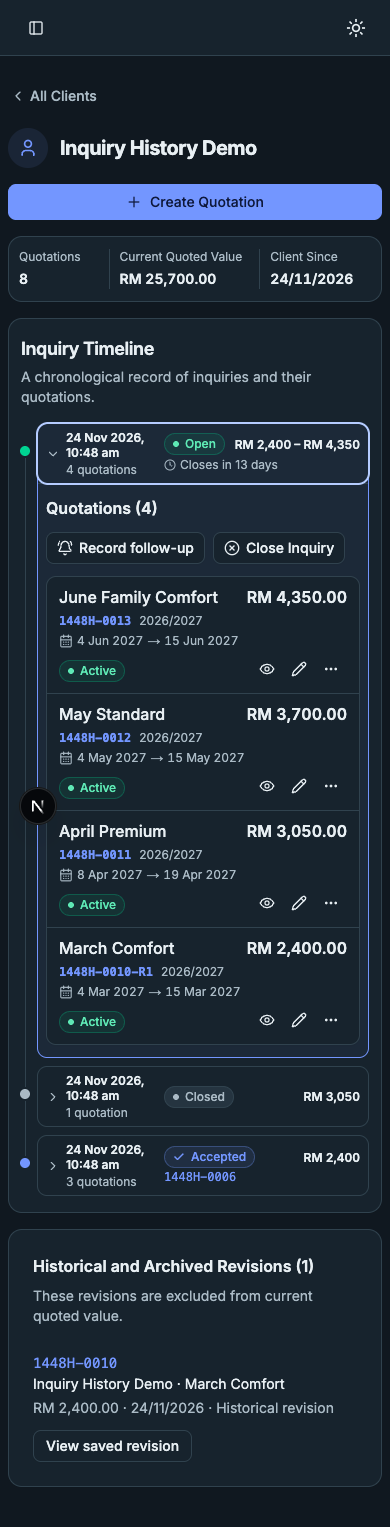 All Clients
Inquiry History Demo
Create Quotation
Quotations
8
Current Quoted Value
RM 25,700.00
Client Since
24/11/2026
Inquiry Timeline
A chronological record of inquiries and their
quotations.
24 Nov 2026,
10:48 am
4 quotations
Open
RM 2,400 – RM 4,350
Closes in 13 days
Quotations (4)
Record follow-up
Close Inquiry
June Family Comfort RM 4,350.00
1448H-0013 2026/2027
4 Jun 2027 → 15 Jun 2027
Active
May Standard RM 3,700.00
1448H-0012 2026/2027
4 May 2027 → 15 May 2027
Active
N
April Premium RM 3,050.00
1448H-0011 2026/2027
8 Apr 2027 → 19 Apr 2027
Active
March Comfort RM 2,400.00
1448H-0010-R1 2026/2027
4 Mar 2027 → 15 Mar 2027
Active
24 Nov 2026,
10:48 am
1 quotation
Closed
RM 3,050
24 Nov 2026,
10:48 am
3 quotations
Accepted
1448H-0006
RM 2,400
Historical and Archived Revisions (1)
These revisions are excluded from current
quoted value.
1448H-0010
Inquiry History Demo · March Comfort
RM 2,400.00 · 24/11/2026 · Historical revision
View saved revision